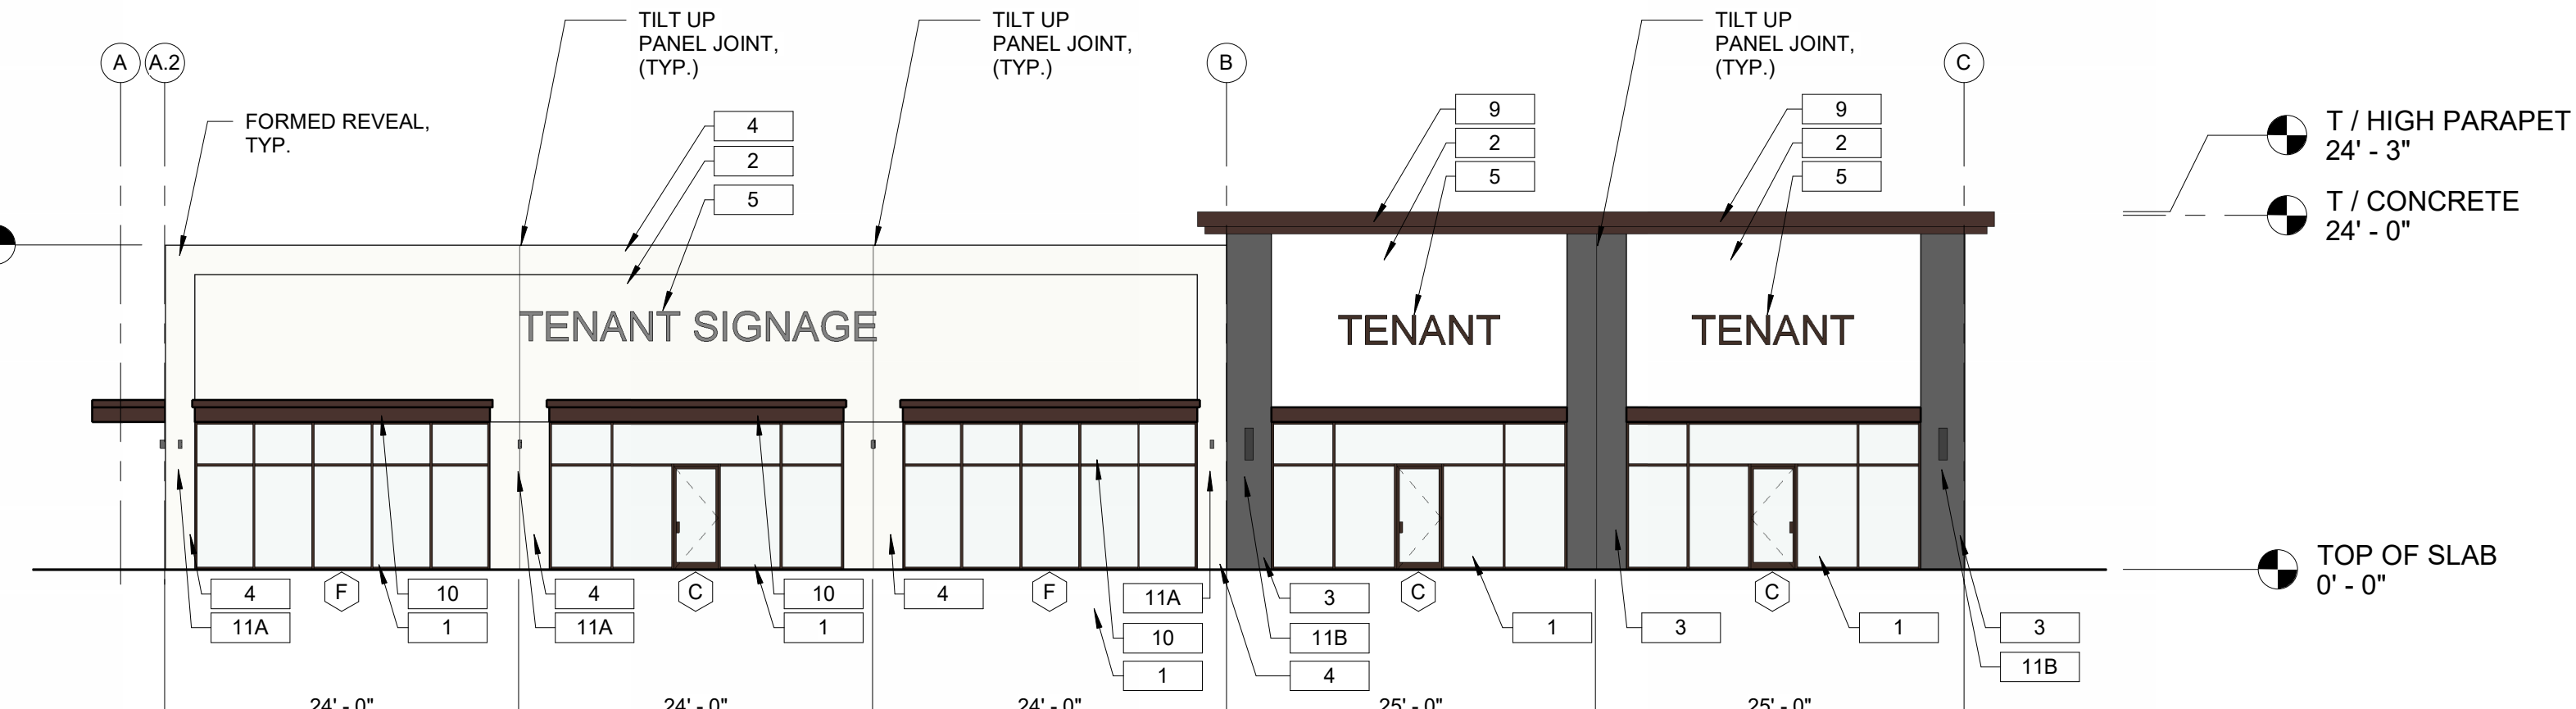 TILT UP
PANEL JOINT,
(TYP.)
TILT UP
PANEL JOINT,
(TYP.)
TILT UP
PANEL JOINT,
(TYP.)
A
A.2
B
C
FORMED REVEAL,
TYP.
4
2
5
9
2
5
9
2
5
T / HIGH PARAPET
24' - 3"
T / CONCRETE
24' - 0"
TENANT SIGNAGE
TENANT
TENANT
TOP OF SLAB
0' - 0"
4
11A
F
10
1
4
11A
C
10
1
4
F
11A
10
1
3
11B
4
C
1
3
C
1
3
11B
24' - 0"
24' - 0"
24' - 0"
25' - 0"
25' - 0"